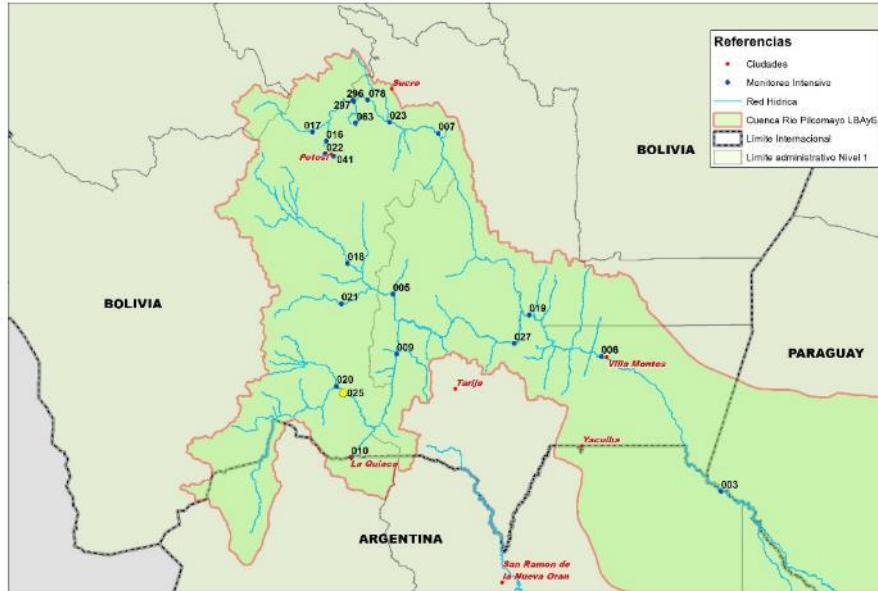 Referencias
Ciudades
Monitoreo Intensivo
Red Hídrica
Cuenca Río Pilcomayo LBAyS
Límite Internacional
Límite administrativo Nivel 1
Sucre
296
078
297
063
023
007
017
016
022
Potosí
041
BOLIVIA
018
BOLIVIA
021
005
019
009
027
006
Villa Montes
PARAGUAY
020
025
Tarija
010
La Quiaca
Yacuiba
003
ARGENTINA
San Ramon de
la Nueva Oran